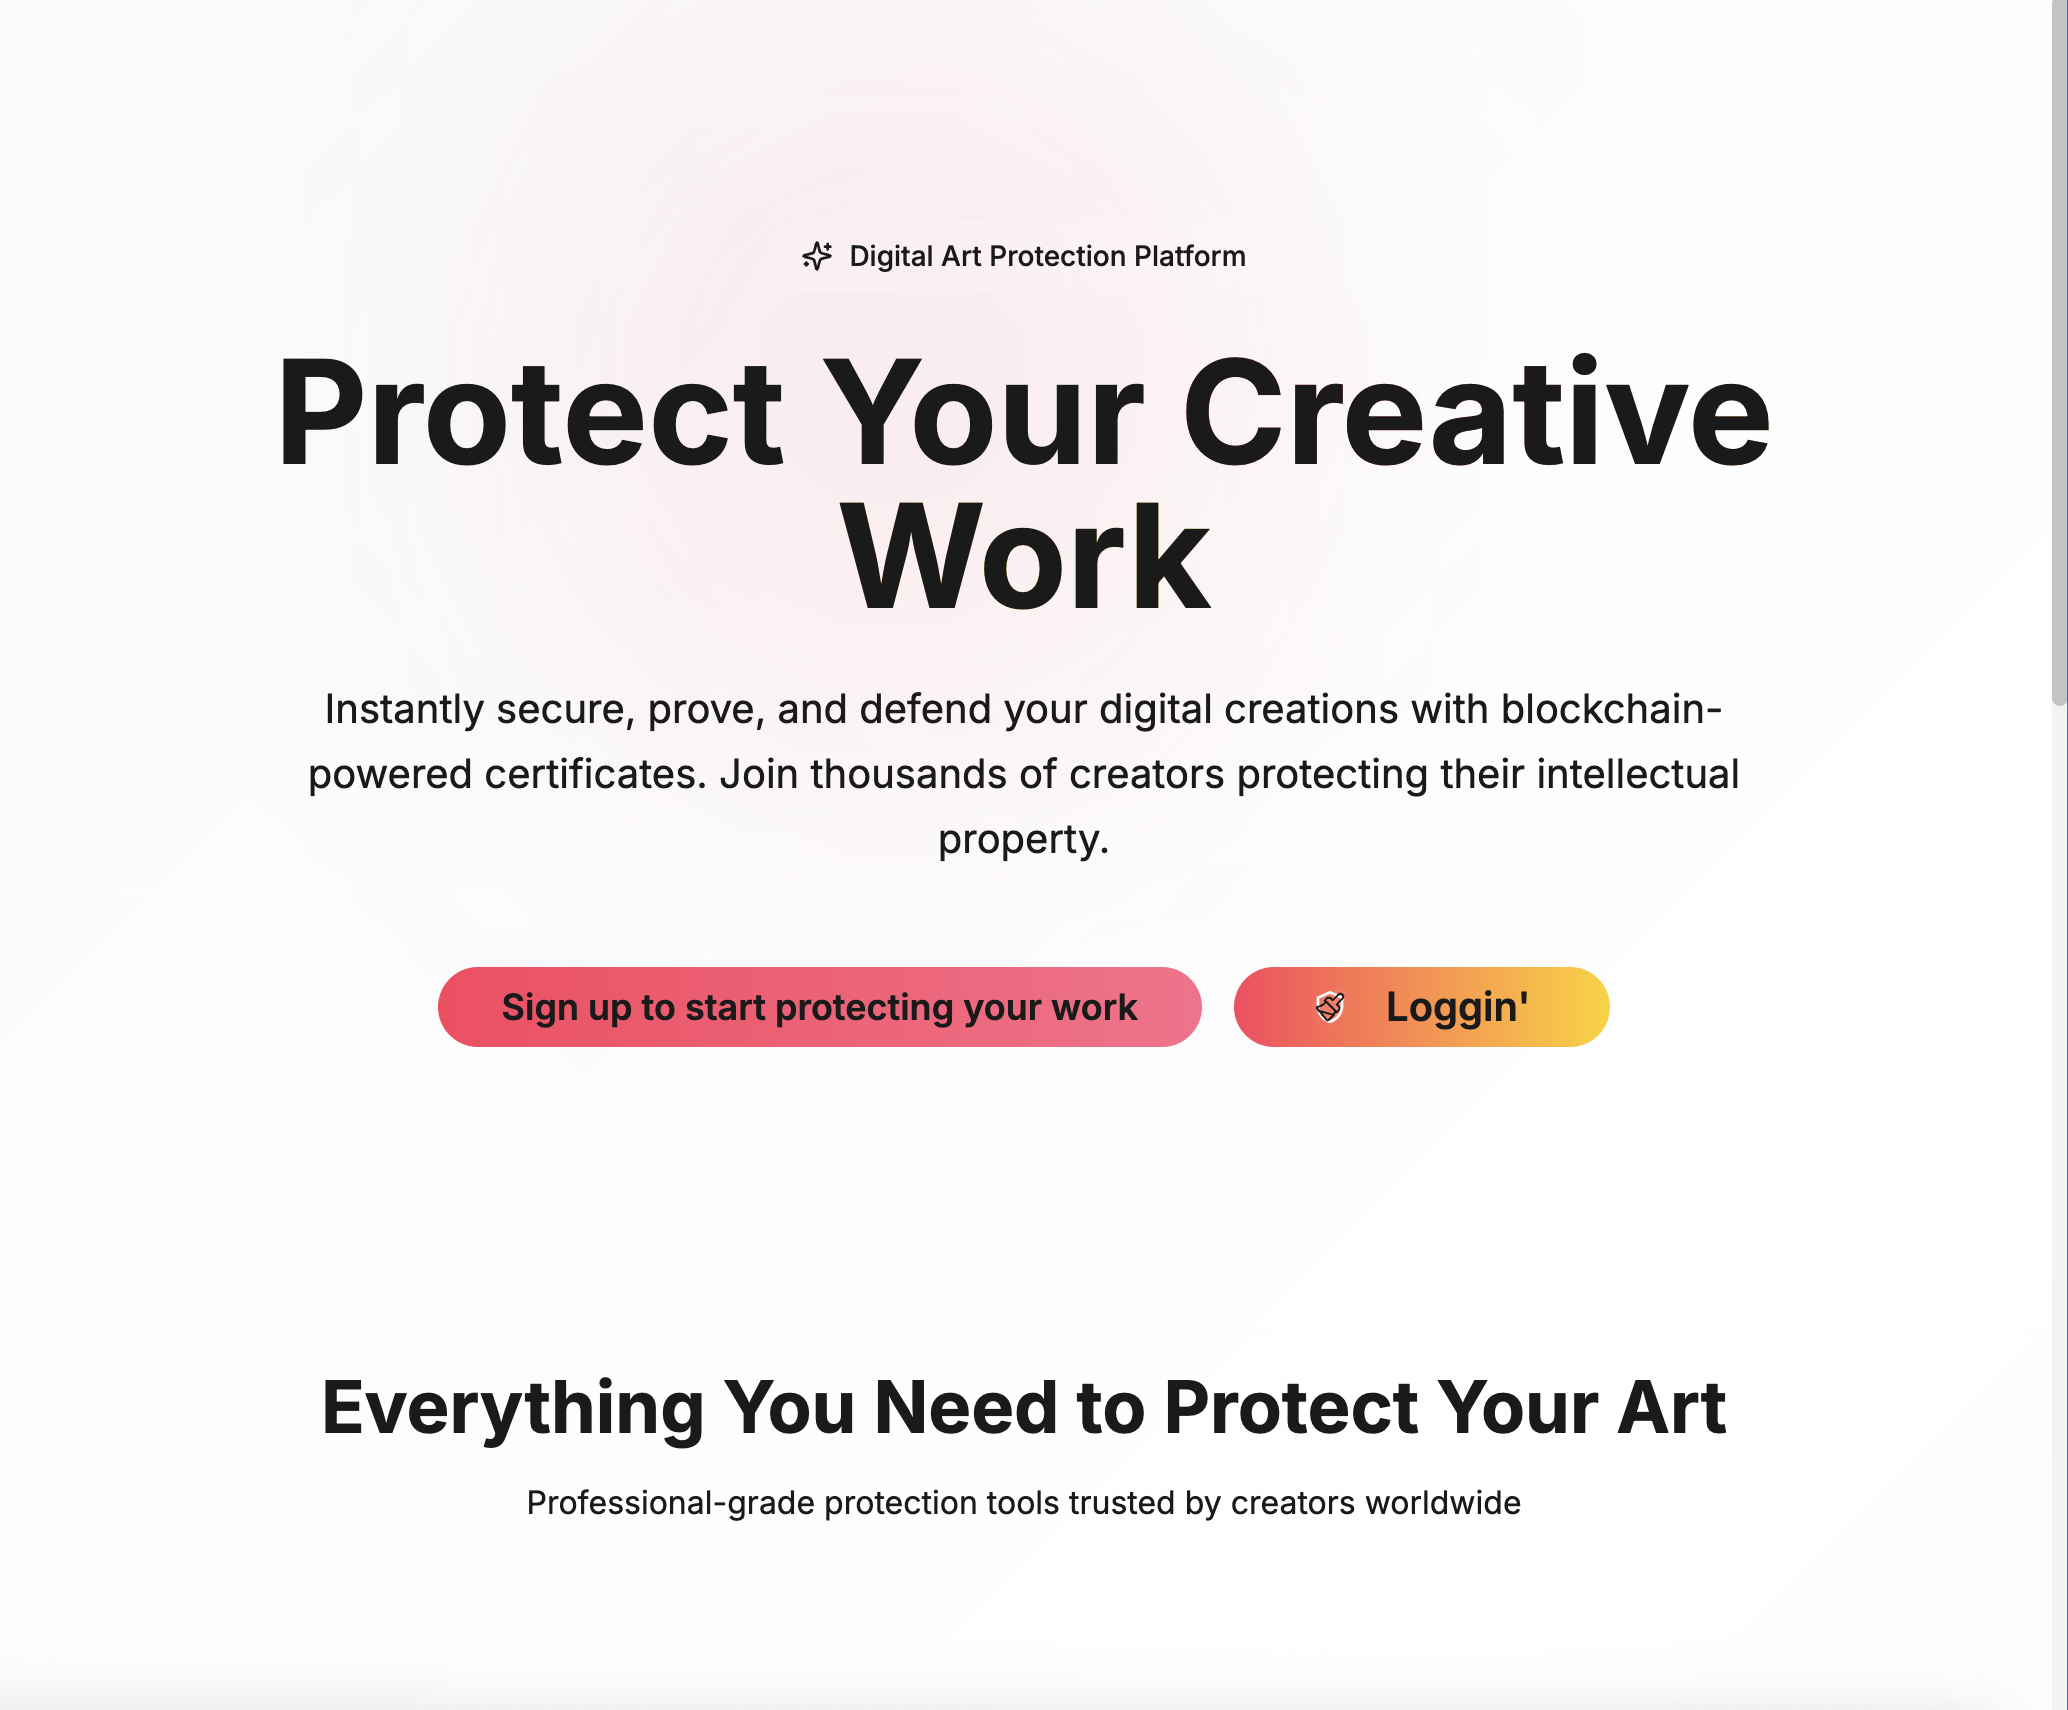 Digital Art Protection Platform
Protect Your Creative
Work
Instantly secure, prove, and defend your digital creations with blockchain-
powered certificates. Join thousands of creators protecting their intellectual
property.
Sign up to start protecting your work
Loggin'
Everything You Need to Protect Your Art
Professional-grade protection tools trusted by creators worldwide